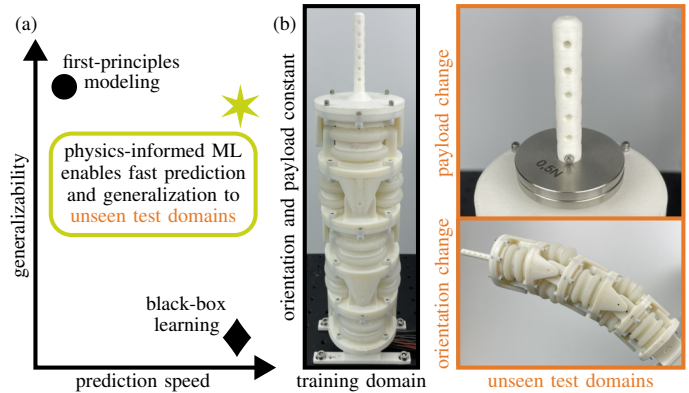 (a)
first-principles
modeling
physics-informed ML
enables fast prediction
and generalization to
unseen test domains
black-box
learning
generalizability
prediction speed
(b)
orientation and payload constant
training domain
payload change
0,5N
orientation change
unseen test domains